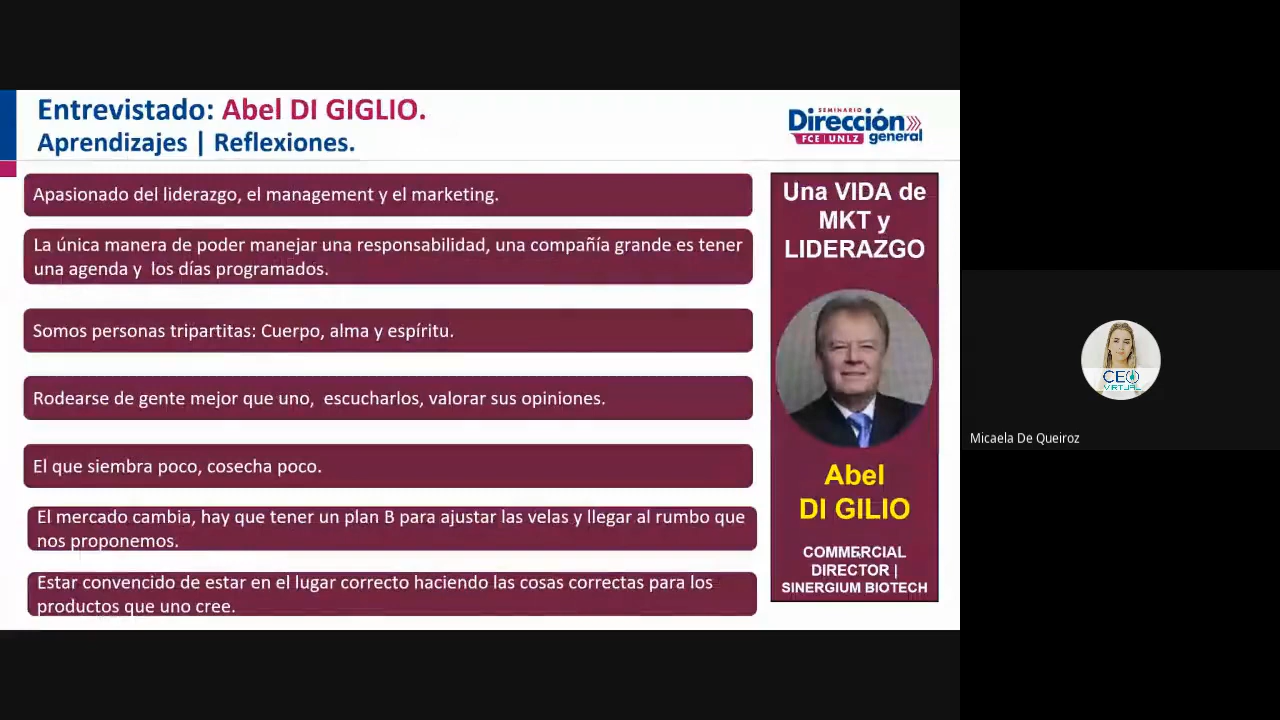 Entrevistado: Abel DI GIGLIO.
Aprendizajes | Reflexiones.
SEMINARIO
Dirección
FCE | UNLZ general
Apasionado del liderazgo, el management y el marketing.
La única manera de poder manejar una responsabilidad, una compañía grande es tener
una agenda y los días programados.
Somos personas tripartitas: Cuerpo, alma y espíritu.
Rodearse de gente mejor que uno, escucharlos, valorar sus opiniones.
El que siembra poco, cosecha poco.
El mercado cambia, hay que tener un plan B para ajustar las velas y llegar al rumbo que
nos proponemos.
Estar convencido de estar en el lugar correcto haciendo las cosas correctas para los
productos que uno cree.
Una VIDA de
MKT y
LIDERAZGO
Abel
DI GILIO
COMMERCIAL
DIRECTOR |
SINERGIUM BIOTECH
CEO
VIRTUAL
Micaela De Queiroz